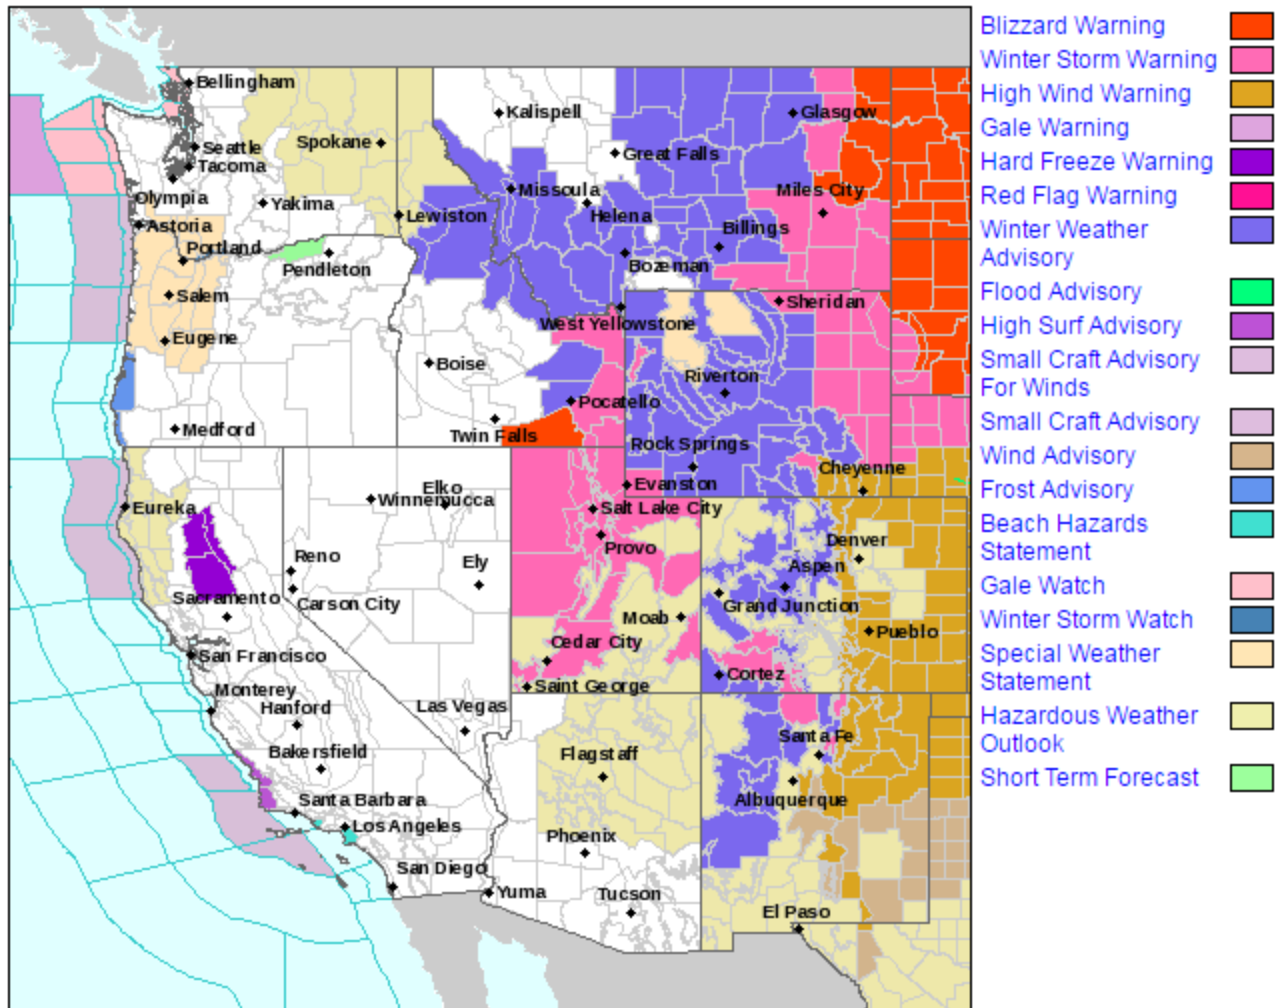 Bellingham
Kalispell
Glasgow
Seattle
Spokane
Great Falls
Tacoma
Olympia
Yakima
Missoula
Miles City
Lewiston
Helena
Astoria
Billings
Portland
Pendleton
Bozeman
Salem
Sheridan
West Yellowstone
Eugene
Boise
Riverton
Pocatello
Medford
Twin Falls
Rock Springs
Cheyenne
Evanston
Elko
Winnemucca
Eureka
Salt Lake City
Provo
Denver
Reno
Ely
Aspen
Sacramento
Carson City
Grand Junction
Moab
Pueblo
San Francisco
Cedar City
Cortez
Saint George
Monterey
Hanford
Las Vegas
Santa Fe
Bakersfield
Flagstaff
Santa Barbara
Albuquerque
Los Angeles
Phoenix
San Diego
Yuma
Tucson
El Paso
Blizzard Warning
Winter Storm Warning
High Wind Warning
Gale Warning
Hard Freeze Warning
Red Flag Warning
Winter Weather
Advisory
Flood Advisory
High Surf Advisory
Small Craft Advisory
For Winds
Small Craft Advisory
Wind Advisory
Frost Advisory
Beach Hazards
Statement
Gale Watch
Winter Storm Watch
Special Weather
Statement
Hazardous Weather
Outlook
Short Term Forecast